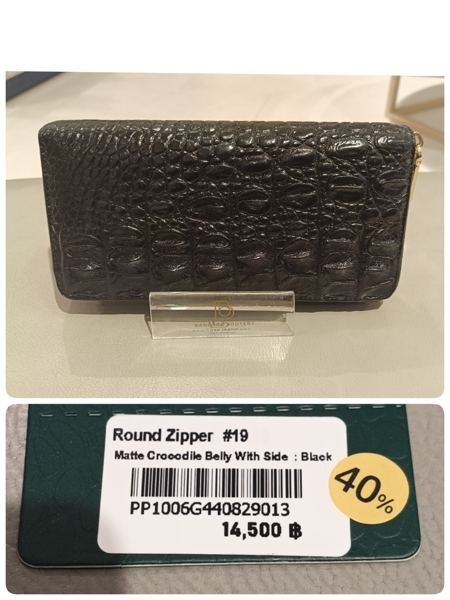 Round Zipper #19
Matte Crocodile Belly With Side : Black
PP1006G440829013
14,500 ฿
40%